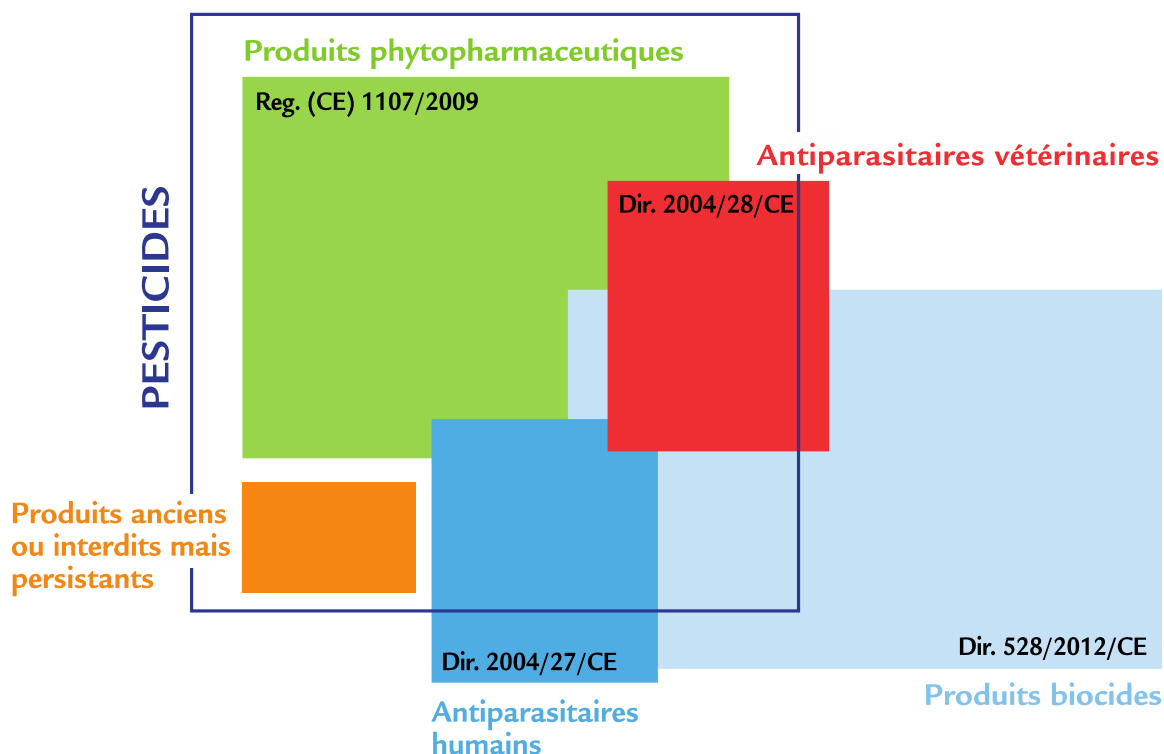 Produits phytopharmaceutiques
Reg. (CE) 1107/2009
Antiparasitaires vétérinaires
Dir. 2004/28/CE
PESTICIDES
Produits anciens
ou interdits mais
persistants
Dir. 528/2012/CE
Dir. 2004/27/CE
Produits biocides
Antiparasitaires
humains